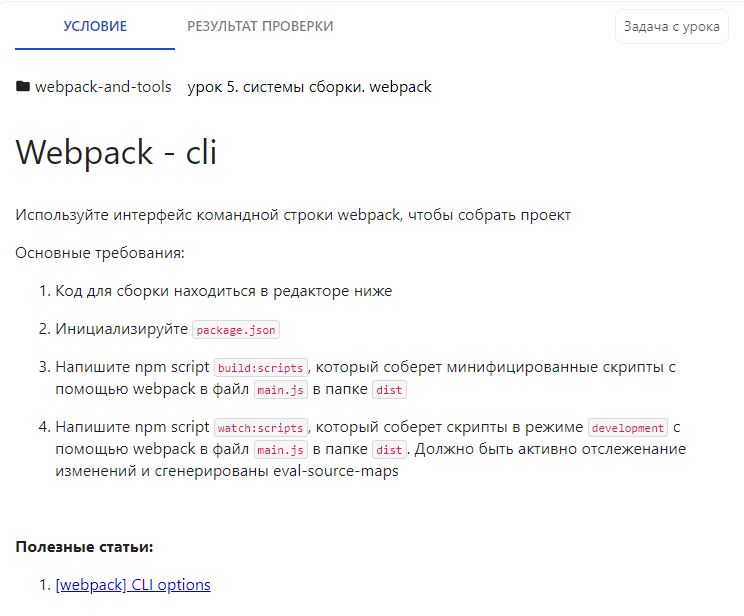 УСЛОВИЕ РЕЗУЛЬТАТ ПРОВЕРКИ Задача с урока
webpack-and-tools урок 5. системы сборки. webpack
Webpack - cli
Используйте интерфейс командной строки webpack, чтобы собрать проект
Основные требования:
1. Код для сборки находиться в редакторе ниже
2. Инициализируйте package.json
3. Напишите npm script build:scripts, который соберет минифицированные скрипты с
помощью webpack в файл main.js в папке dist
4. Напишите npm script watch:scripts, который соберет скрипты в режиме development с
помощью webpack в файл main.js в папке dist. Должно быть активно отслеженание
изменений и сгенерированы eval-source-maps
Полезные статьи:
1. [webpack] CLI options